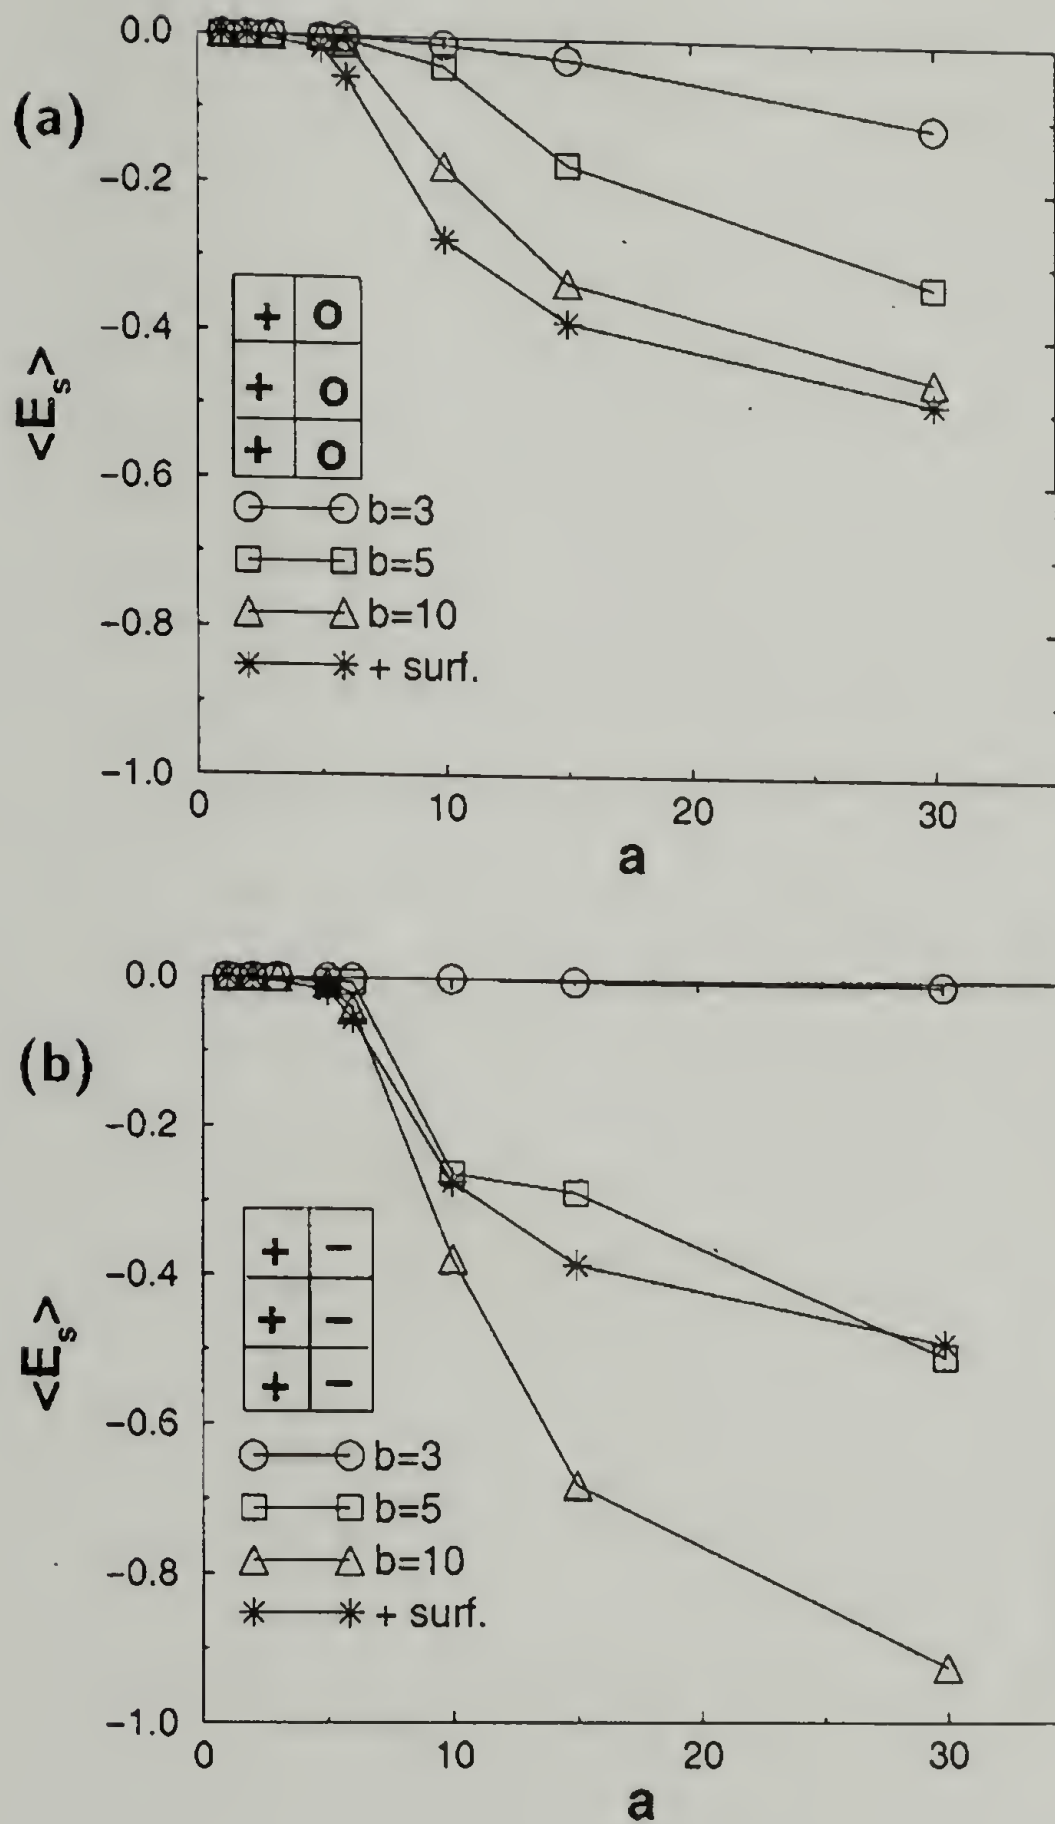 (a)
<E_s>
0.0
-0.2
-0.4
-0.6
-0.8
-1.0
+ O
+ O
+ O
b=3
b=5
b=10
+ surf.
0 10 20 30
a
(b)
<E_s>
0.0
-0.2
-0.4
-0.6
-0.8
-1.0
+ -
+ -
+ -
b=3
b=5
b=10
+ surf.
0 10 20 30
a